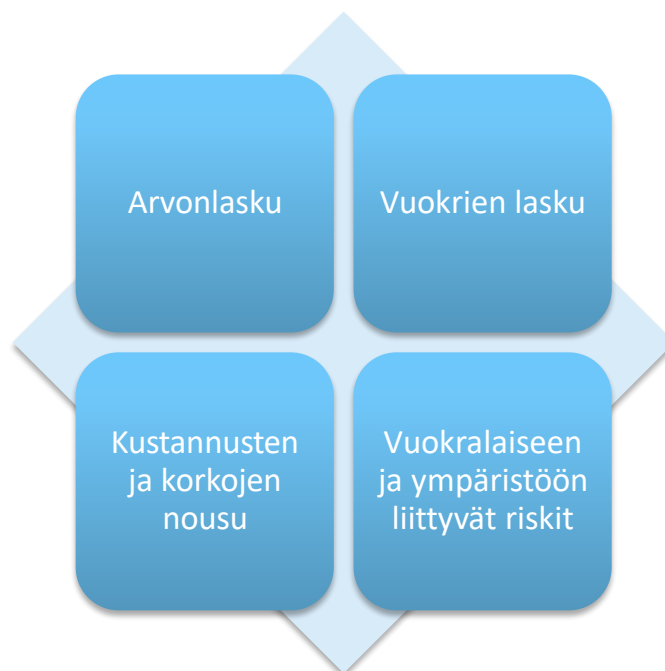 Arvonlasku
Vuokrien lasku
Kustannusten
ja korkojen
nousu
Vuokralaiseen
ja ympäristöön
liittyvät riskit